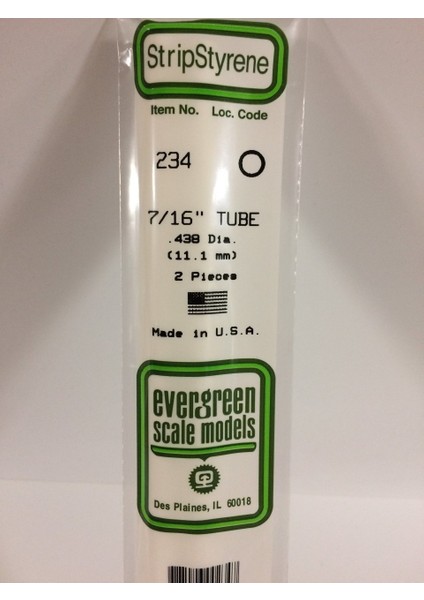 StripStyrene
Item No. Loc. Code
234
7/16" TUBE
.438 Dia.
(11.1 mm)
2 Pieces
Made in U.S.A.
evergreen
scale models
Des Plaines, IL 60018